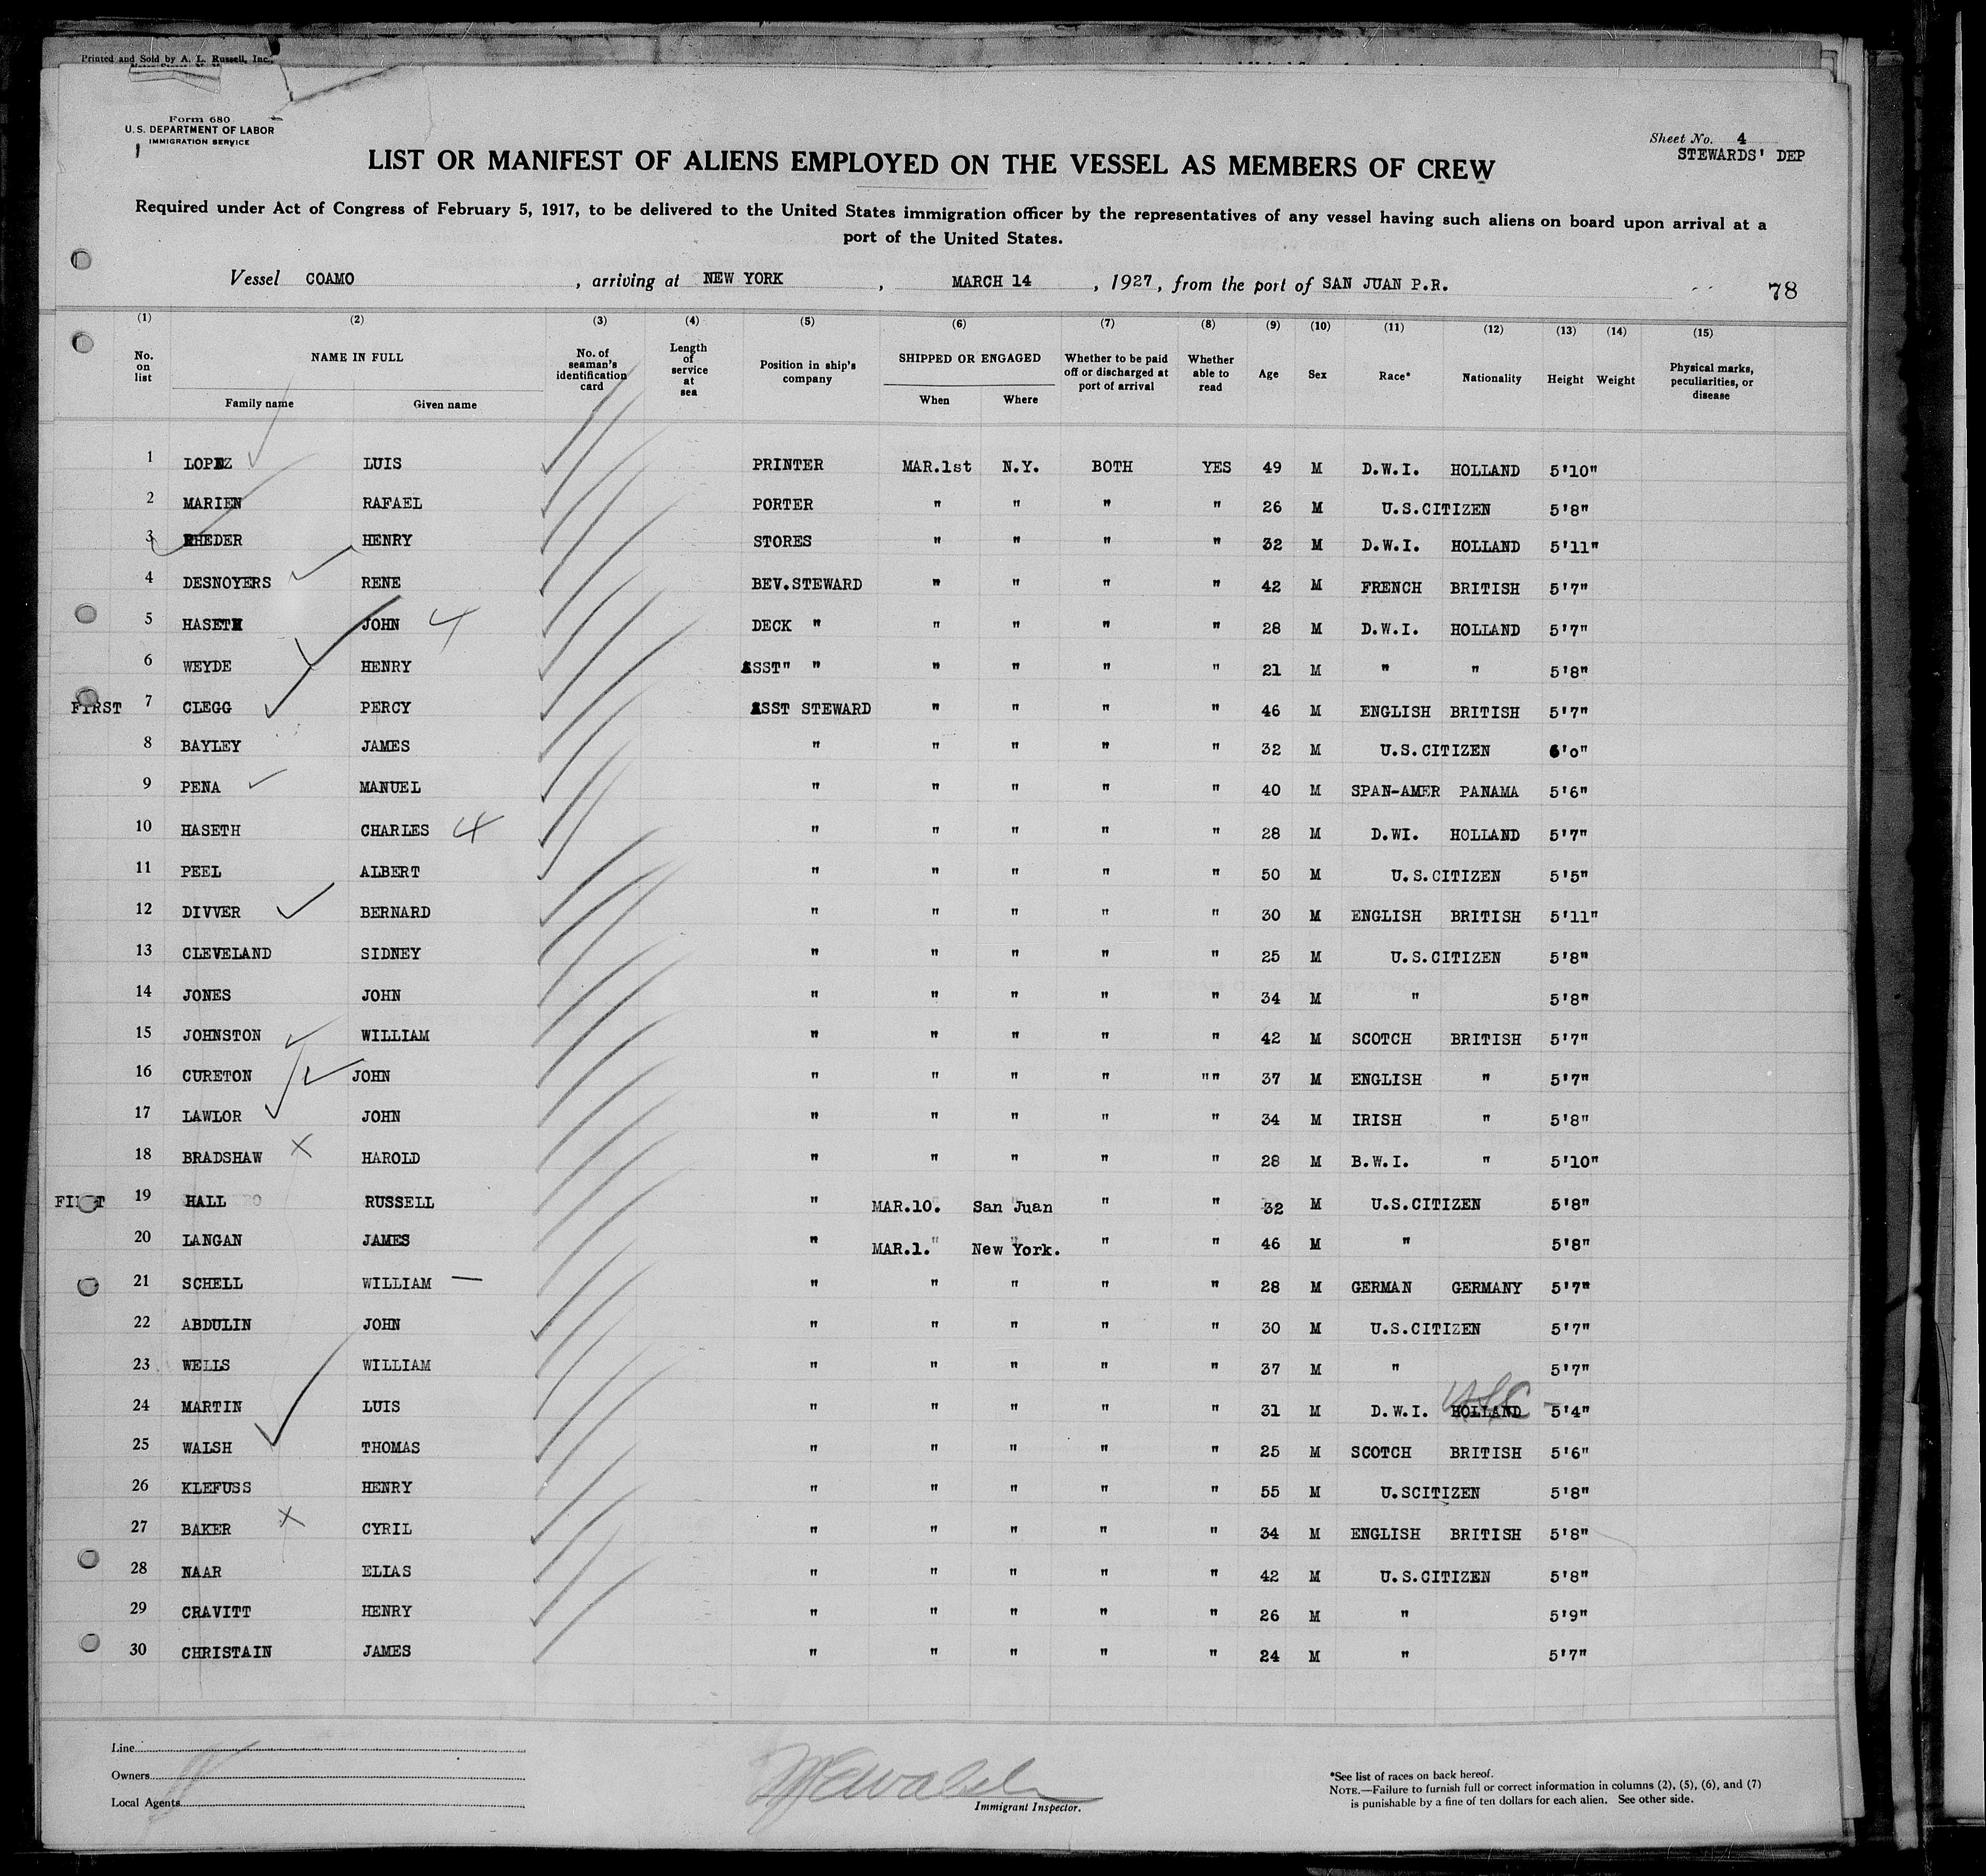 Printed and Sold by A. L. Russell, Inc.,
Form 680
U. S. DEPARTMENT OF LABOR
IMMIGRATION SERVICE
Sheet No. 4
STEWARDS' DEP
LIST OR MANIFEST OF ALIENS EMPLOYED ON THE VESSEL AS MEMBERS OF CREW
Required under Act of Congress of February 5, 1917, to be delivered to the United States immigration officer by the representatives of any vessel having such aliens on board upon arrival at a
port of the United States.
Vessel COAMO , arriving at NEW YORK , MARCH 14 , 1927, from the port of SAN JUAN P.R. 78
(1) (2) (3) (4) (5) (6) (7) (8) (9) (10) (11) (12) (13) (14) (15)
No. on list NAME IN FULL No. of seaman's identification card Length of service at sea Position in ship's company SHIPPED OR ENGAGED Whether to be paid off or discharged at port of arrival Whether able to read Age Sex Race* Nationality Height Weight Physical marks, peculiarities, or disease
Family name Given name When Where
1 LOPEZ LUIS PRINTER MAR.1st N.Y. BOTH YES 49 M D.W.I. HOLLAND 5'10"
2 MARIEN RAFAEL PORTER " " " " 26 M U.S.CITIZEN 5'8"
3 RHEDER HENRY STORES " " " " 32 M D.W.I. HOLLAND 5'11"
4 DESNOYERS RENE BEV.STEWARD " " " " 42 M FRENCH BRITISH 5'7"
5 HASETH JOHN 4 DECK " " " " " 28 M D.W.I. HOLLAND 5'7"
6 WEYDE HENRY ASST" " " " " " 21 M " " 5'8"
FIRST 7 CLEGG PERCY ASST STEWARD " " " " 46 M ENGLISH BRITISH 5'7"
8 BAYLEY JAMES " " " " " 32 M U.S.CITIZEN 6'0"
9 PENA MANUEL " " " " " 40 M SPAN-AMER PANAMA 5'6"
10 HASETH CHARLES 4 " " " " " 28 M D.WI. HOLLAND 5'7"
11 PEEL ALBERT " " " " " 50 M U.S.CITIZEN 5'5"
12 DIVVER BERNARD " " " " " 30 M ENGLISH BRITISH 5'11"
13 CLEVELAND SIDNEY " " " " " 25 M U.S.CITIZEN 5'8"
14 JONES JOHN " " " " " 34 M " 5'8"
15 JOHNSTON WILLIAM " " " " " 42 M SCOTCH BRITISH 5'7"
16 CURETON JOHN " " " " "" 37 M ENGLISH " 5'7"
17 LAWLOR JOHN " " " " " 34 M IRISH " 5'8"
18 BRADSHAW X HAROLD " " " " " 28 M B.W.I. " 5'10"
FIRST 19 HALL RUSSELL " MAR.10. San Juan " " 32 M U.S.CITIZEN 5'8"
20 LANGAN JAMES " MAR.1. New York. " " 46 M " 5'8"
21 SCHELL WILLIAM — " " " " " 28 M GERMAN GERMANY 5'7"
22 ABDULIN JOHN " " " " " 30 M U.S.CITIZEN 5'7"
23 WELLS WILLIAM " " " " " 37 M " 5'7"
24 MARTIN LUIS " " " " " 31 M D.W.I. HOLLAND 5'4"
25 WALSH THOMAS " " " " " 25 M SCOTCH BRITISH 5'6"
26 KLEFUSS HENRY " " " " " 55 M U.SCITIZEN 5'8"
27 BAKER X CYRIL " " " " " 34 M ENGLISH BRITISH 5'8"
28 NAAR ELIAS " " " " " 42 M U.S.CITIZEN 5'8"
29 CRAVITT HENRY " " " " " 26 M " 5'9"
30 CHRISTAIN JAMES " " " " " 24 M " 5'7"
Line
Owners
Local Agents
Immigrant Inspector.
*See list of races on back hereof.
NOTE.—Failure to furnish full or correct information in columns (2), (5), (6), and (7)
is punishable by a fine of ten dollars for each alien. See other side.